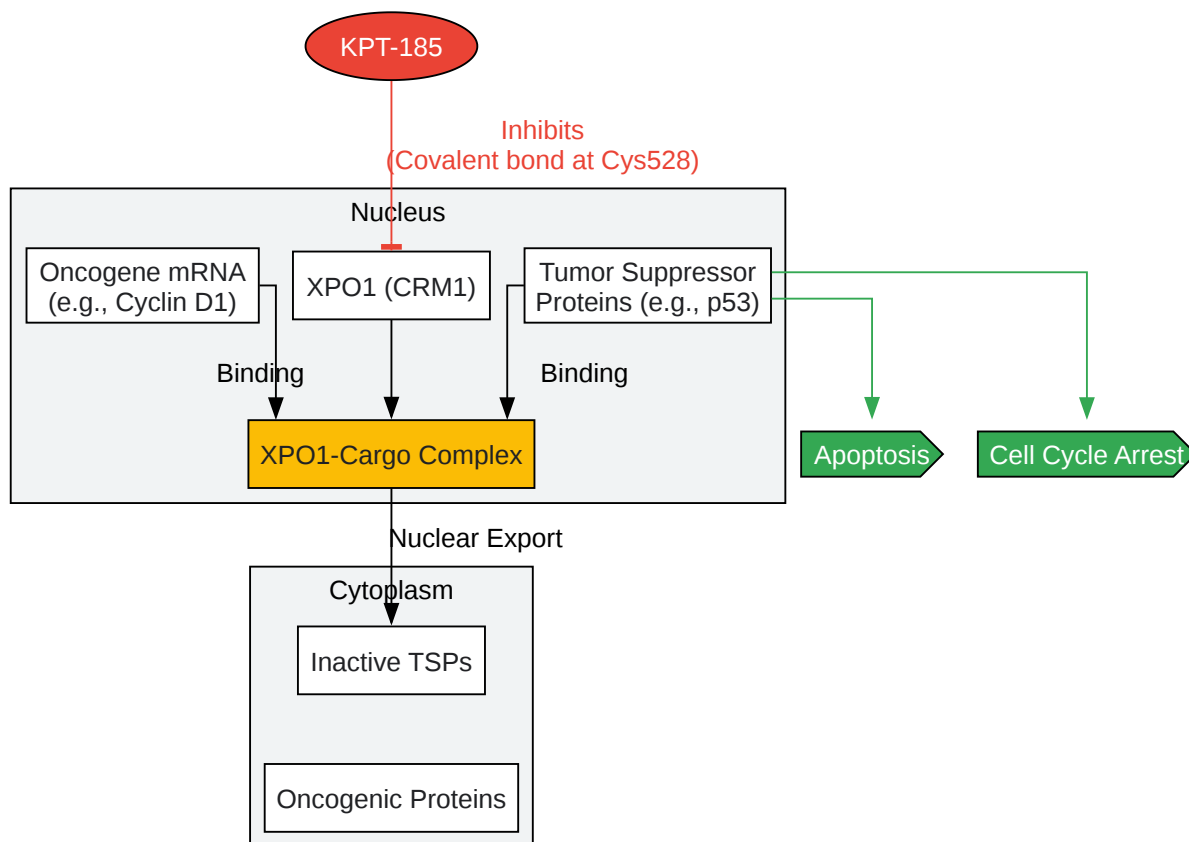 KPT-185
Inhibits
(Covalent bond at Cys528)
Nucleus
Oncogene mRNA
(e.g., Cyclin D1)
XPO1 (CRM1)
Tumor Suppressor
Proteins (e.g., p53)
Binding
Binding
XPO1-Cargo Complex
Apoptosis
Cell Cycle Arrest
Nuclear Export
Cytoplasm
Inactive TSPs
Oncogenic Proteins